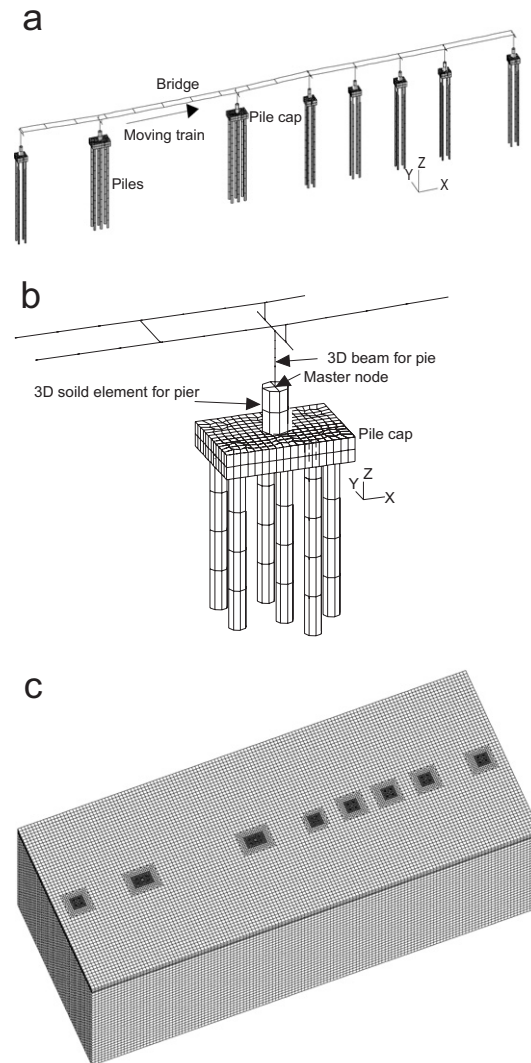 a
Bridge
Moving train
Pile cap
Piles
Z
Y
X
b
3D beam for pie
Master node
3D soild element for pier
Pile cap
Z
Y
X
c